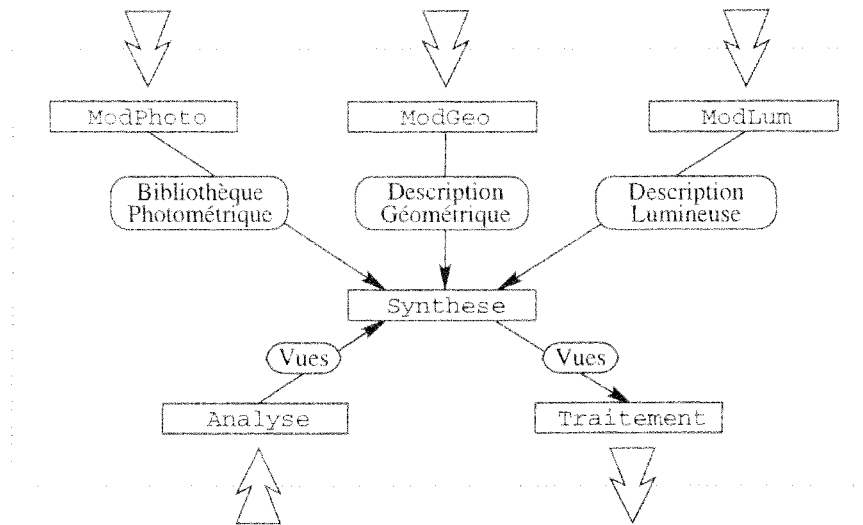 ModPhoto
ModGeo
ModLum
Bibliothèque
Photométrique
Description
Géométrique
Description
Lumineuse
Synthese
Vues
Vues
Analyse
Traitement